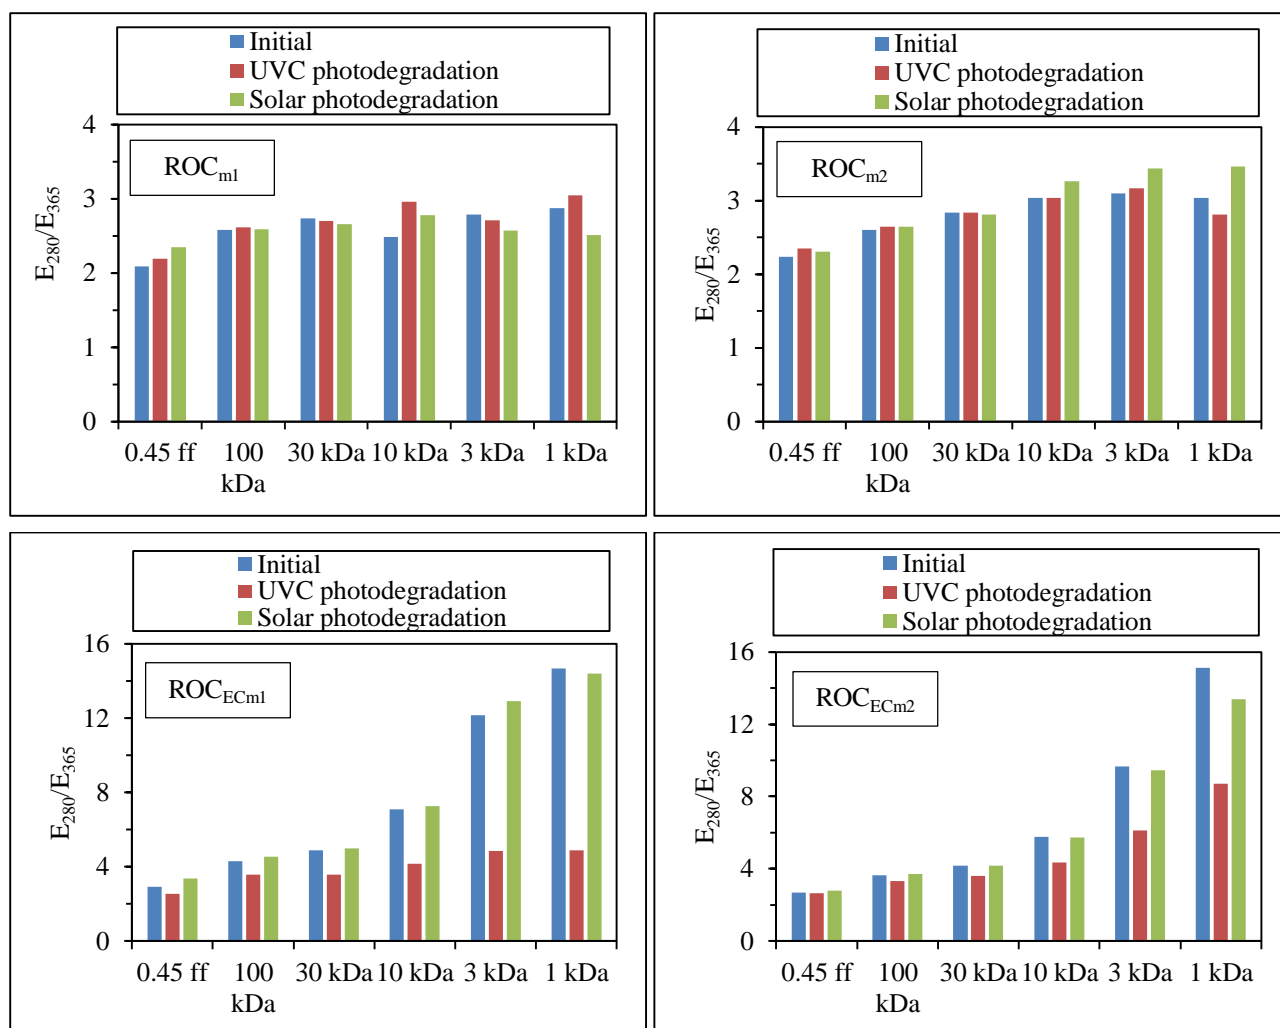 Initial
UVC photodegradation
Solar photodegradation
ROCm1
E280/E365
4
3
2
1
0
0.45 ff
100 kDa
30 kDa
10 kDa
3 kDa
1 kDa
Initial
UVC photodegradation
Solar photodegradation
ROCm2
E280/E365
4
3
2
1
0
0.45 ff
100 kDa
30 kDa
10 kDa
3 kDa
1 kDa
Initial
UVC photodegradation
Solar photodegradation
ROCECm1
E280/E365
16
12
8
4
0
0.45 ff
100 kDa
30 kDa
10 kDa
3 kDa
1 kDa
Initial
UVC photodegradation
Solar photodegradation
ROCECm2
E280/E365
16
12
8
4
0
0.45 ff
100 kDa
30 kDa
10 kDa
3 kDa
1 kDa